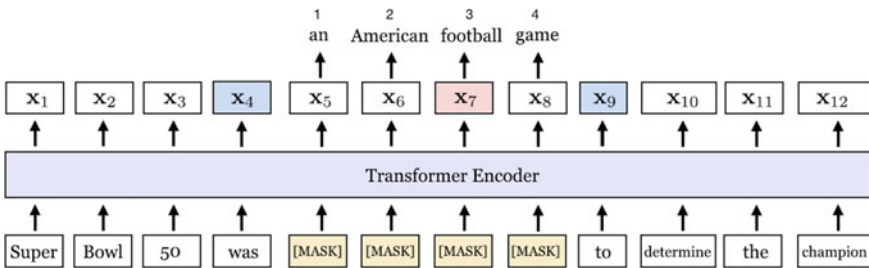 1 2 3 4
an American football game
x1 x2 x3 x4 x5 x6 x7 x8 x9 x10 x11 x12
Transformer Encoder
Super Bowl 50 was [MASK] [MASK] [MASK] [MASK] to determine the champion